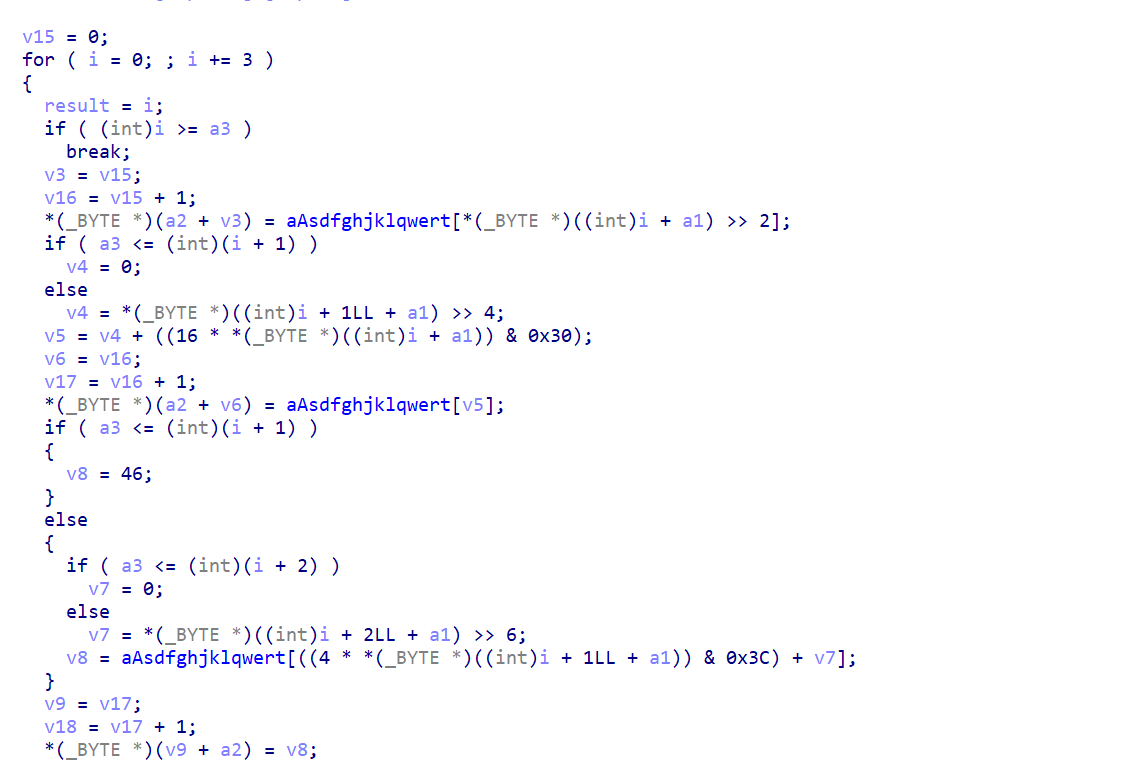 v15 = 0;
for ( i = 0; ; i += 3 )
{
result = i;
if ( (int)i >= a3 )
break;
v3 = v15;
v16 = v15 + 1;
*(_BYTE *)(a2 + v3) = aAsdfghjklqwert[*(_BYTE *)((int)i + a1) >> 2];
if ( a3 <= (int)(i + 1) )
v4 = 0;
else
v4 = *(_BYTE *)((int)i + 1LL + a1) >> 4;
v5 = v4 + ((16 * *(_BYTE *)((int)i + a1)) & 0x30);
v6 = v16;
v17 = v16 + 1;
*(_BYTE *)(a2 + v6) = aAsdfghjklqwert[v5];
if ( a3 <= (int)(i + 1) )
{
v8 = 46;
}
else
{
if ( a3 <= (int)(i + 2) )
v7 = 0;
else
v7 = *(_BYTE *)((int)i + 2LL + a1) >> 6;
v8 = aAsdfghjklqwert[((4 * *(_BYTE *)((int)i + 1LL + a1)) & 0x3C) + v7];
}
v9 = v17;
v18 = v17 + 1;
*(_BYTE *)(v9 + a2) = v8;